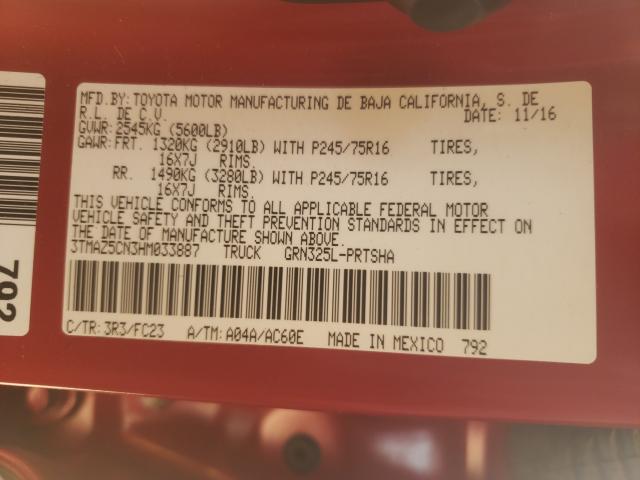 MFD.BY: TOYOTA MOTOR MANUFACTURING DE BAJA CALIFORNIA, S. DE
R.L. DE C.V. DATE: 11/16
GVWR: 2545KG (5600LB)
GAWR: FRT. 1320KG (2910LB) WITH P245/75R16 TIRES,
16X7J RIMS.
RR. 1490KG (3280LB) WITH P245/75R16 TIRES,
16X7J RIMS.
THIS VEHICLE CONFORMS TO ALL APPLICABLE FEDERAL MOTOR
VEHICLE SAFETY AND THEFT PREVENTION STANDARDS IN EFFECT ON
THE DATE OF MANUFACTURE SHOWN ABOVE.
3TMAZ5CN3HM033887 TRUCK GRN325L-PRTSHA
C/TR: 3R3/FC23 A/TM: A04A/AC60E MADE IN MEXICO 792
792